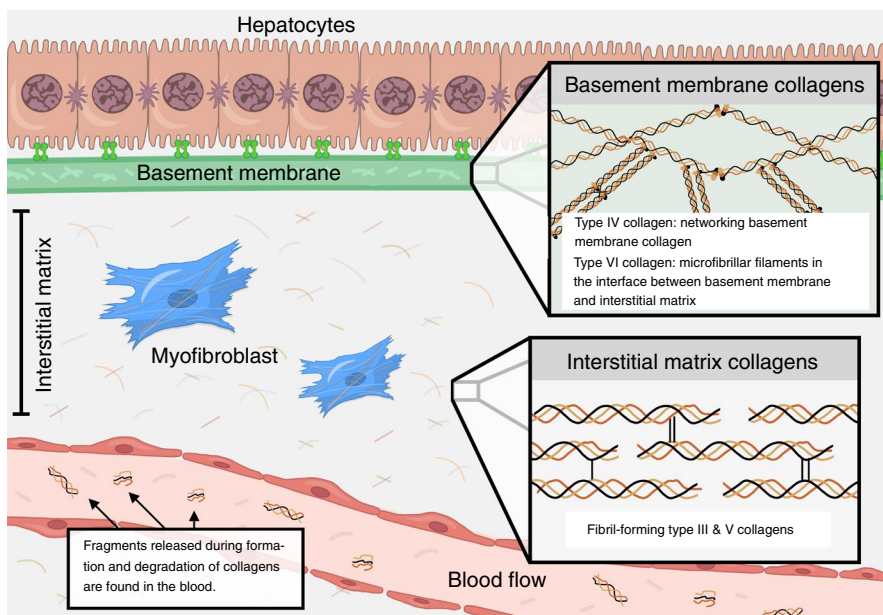 Hepatocytes
Basement membrane collagens
Basement membrane
Type IV collagen: networking basement
membrane collagen
Type VI collagen: microfibrillar filaments in
the interface between basement membrane
and interstitial matrix
Interstitial matrix
Myofibroblast
Interstitial matrix collagens
Fibril-forming type III & V collagens
Fragments released during forma-
tion and degradation of collagens
are found in the blood.
Blood flow